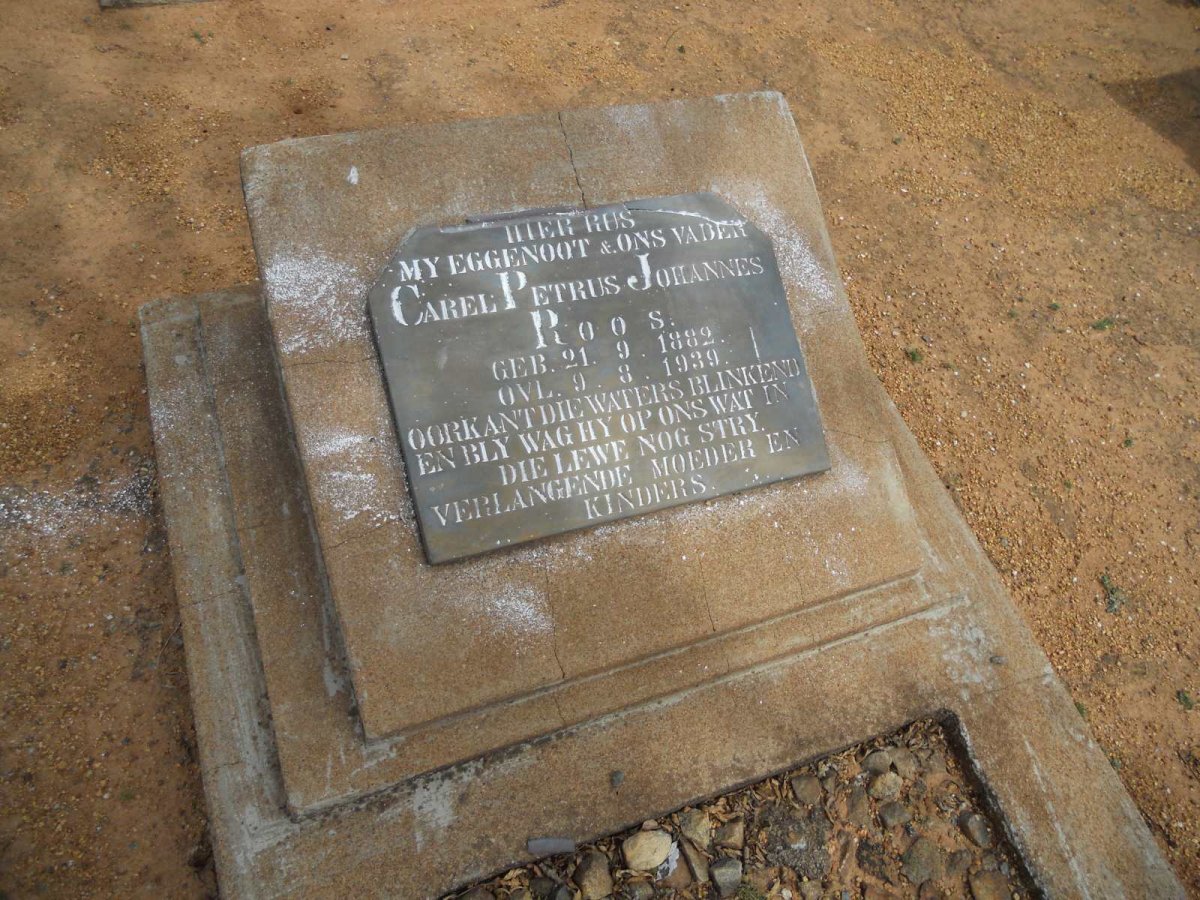 HIER RUS
MY EGGENOOT & ONS VADER
CAREL PETRUS JOHANNES
ROOS.
GEB. 21. 9. 1882.
OVL. 9. 8. 1939.
OORKANT DIE WATERS BLINKEND
EN BLY WAG HY OP ONS WAT IN
DIE LEWE NOG STRY.
VERLANGENDE MOEDER EN
KINDERS.